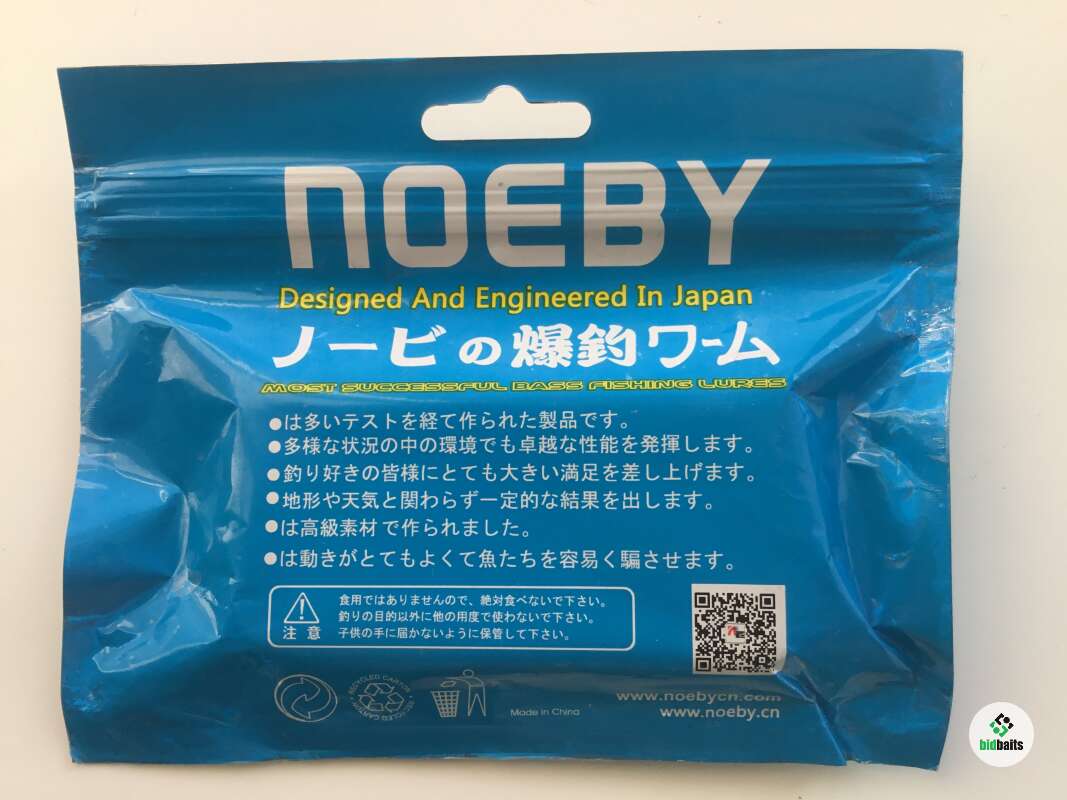 NOEBY
Designed And Engineered In Japan
ノービの爆釣ワーム
MOST SUCCESSFUL BASS FISHING LURES
●は多いテストを経て作られた製品です。
●多様な状況の中の環境でも卓越な性能を発揮します。
●釣り好きの皆様にとても大きい満足を差し上げます。
●地形や天気と関わらず一定的な結果を出します。
●は高級素材で作られました。
●は動きがとてもよくて魚たちを容易く騙させます。
食用ではありませんので、絶対食べないで下さい。
釣りの目的以外に他の用度で使わないで下さい。
子供の手に届かないように保管して下さい。
注意
RECYCLED CARTON
Made in China
www.noebycn.com
www.noeby.cn
bidbaits